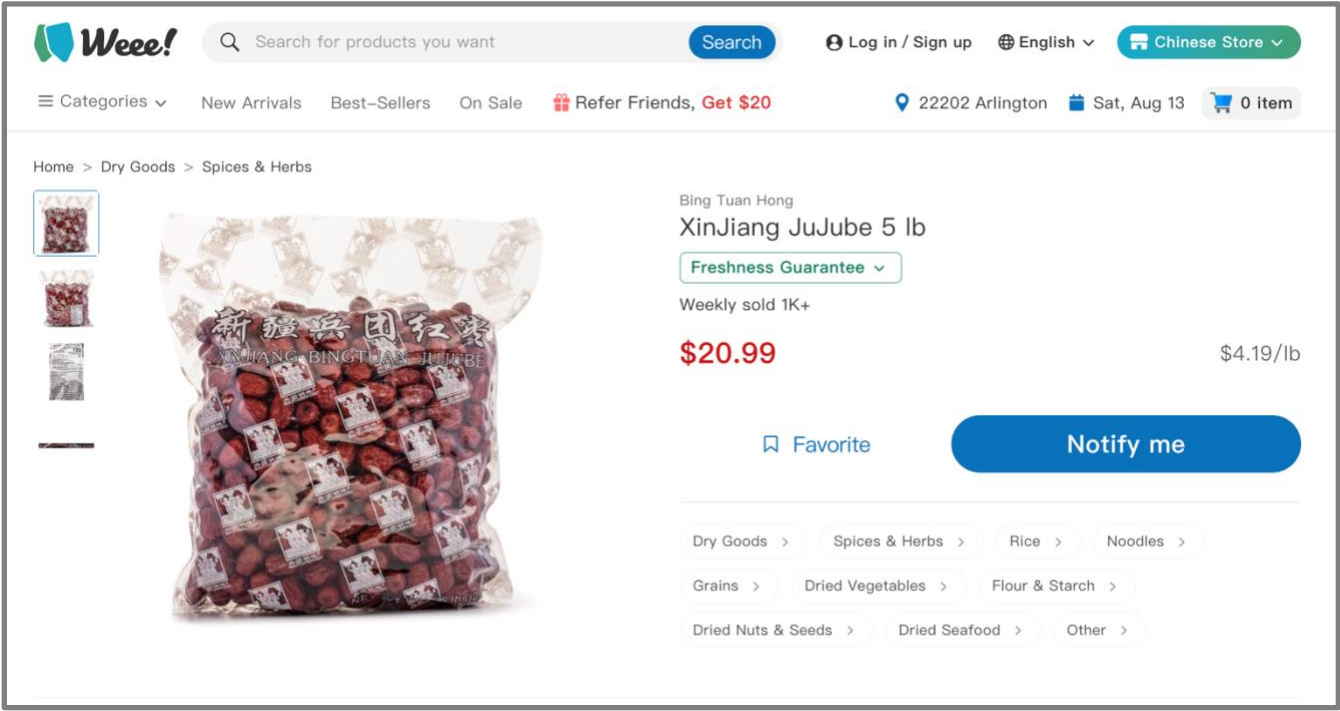 Weee!
Search for products you want
Search
Log in / Sign up
English
Chinese Store
Categories
New Arrivals
Best-Sellers
On Sale
Refer Friends, Get $20
22202 Arlington
Sat, Aug 13
0 item
Home > Dry Goods > Spices & Herbs
Bing Tuan Hong
XinJiang JuJube 5 lb
Freshness Guarantee
Weekly sold 1K+
$20.99
$4.19/lb
新疆兵团红枣
XINJIANG BINGTUAN JUJUBE
Favorite
Notify me
Dry Goods >
Spices & Herbs >
Rice >
Noodles >
Grains >
Dried Vegetables >
Flour & Starch >
Dried Nuts & Seeds >
Dried Seafood >
Other >